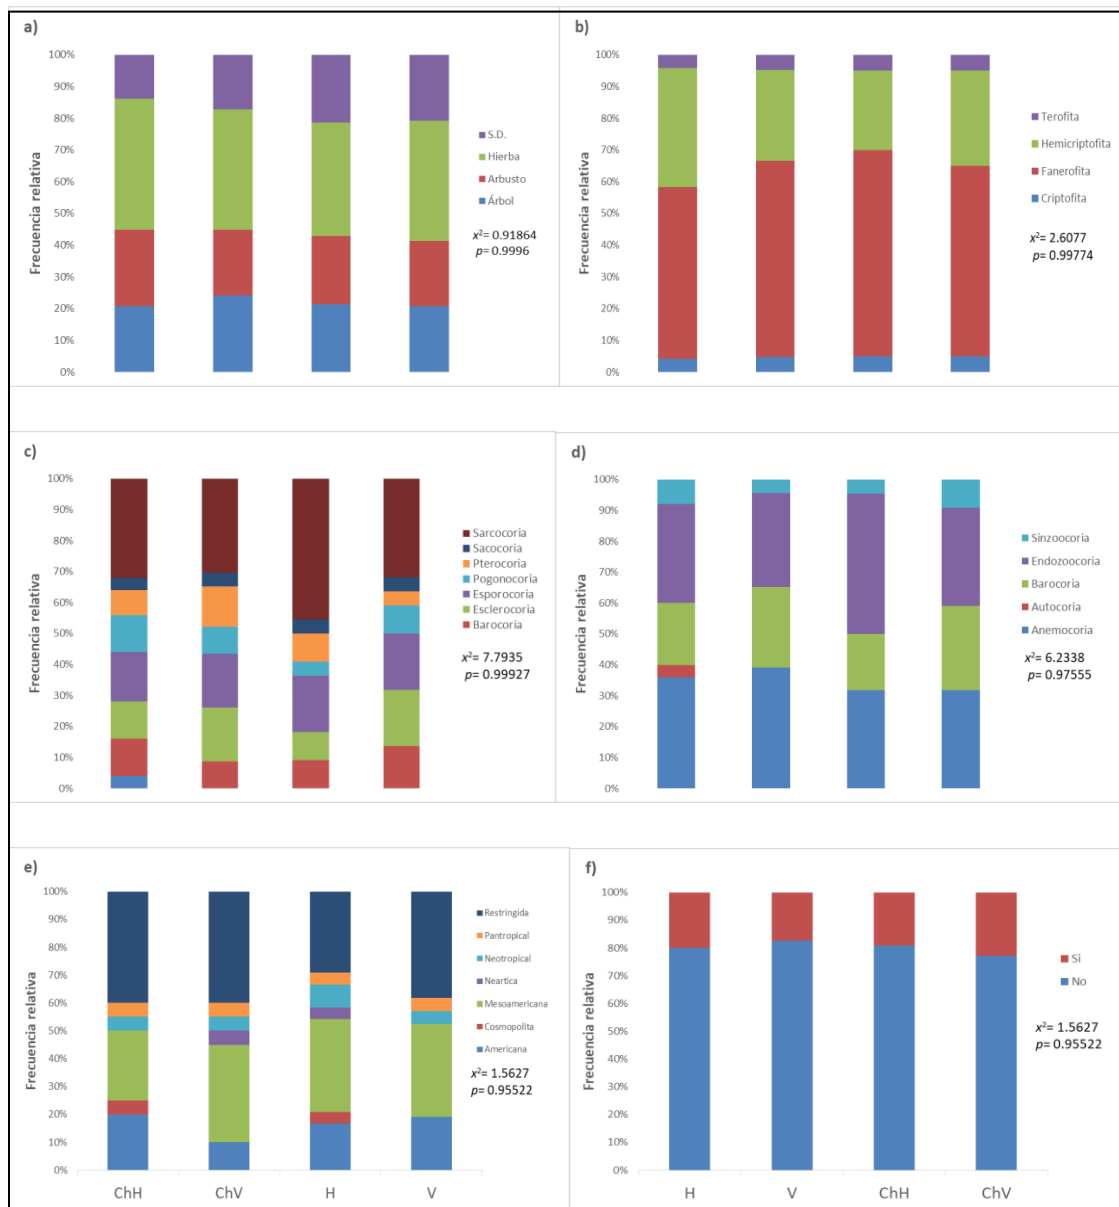 a)
Frecuencia relativa
100%
90%
80%
70%
60%
50%
40%
30%
20%
10%
0%
S.D.
Hierba
Arbusto
Árbol
x²= 0.91864
p= 0.9996
b)
Frecuencia relativa
100%
90%
80%
70%
60%
50%
40%
30%
20%
10%
0%
Terofita
Hemicriptofita
Fanerofita
Criptofita
x²= 2.6077
p= 0.99774
c)
Frecuencia relativa
100%
90%
80%
70%
60%
50%
40%
30%
20%
10%
0%
Sarcocoria
Sacocoria
Pterocoria
Pogonocoria
Esporocoria
Esclerocoria
Barocoria
x²= 7.7935
p= 0.99927
d)
Frecuencia relativa
100%
90%
80%
70%
60%
50%
40%
30%
20%
10%
0%
Sinzoocoria
Endozoocoria
Barocoria
Autocoria
Anemocoria
x²= 6.2338
p= 0.97555
e)
Frecuencia relativa
100%
90%
80%
70%
60%
50%
40%
30%
20%
10%
0%
ChH ChV H V
Restringida
Pantropical
Neotropical
Neartica
Mesoamericana
Cosmopolita
Americana
x²= 1.5627
p= 0.95522
f)
Frecuencia relativa
100%
90%
80%
70%
60%
50%
40%
30%
20%
10%
0%
H V ChH ChV
Si
No
x²= 1.5627
p= 0.95522